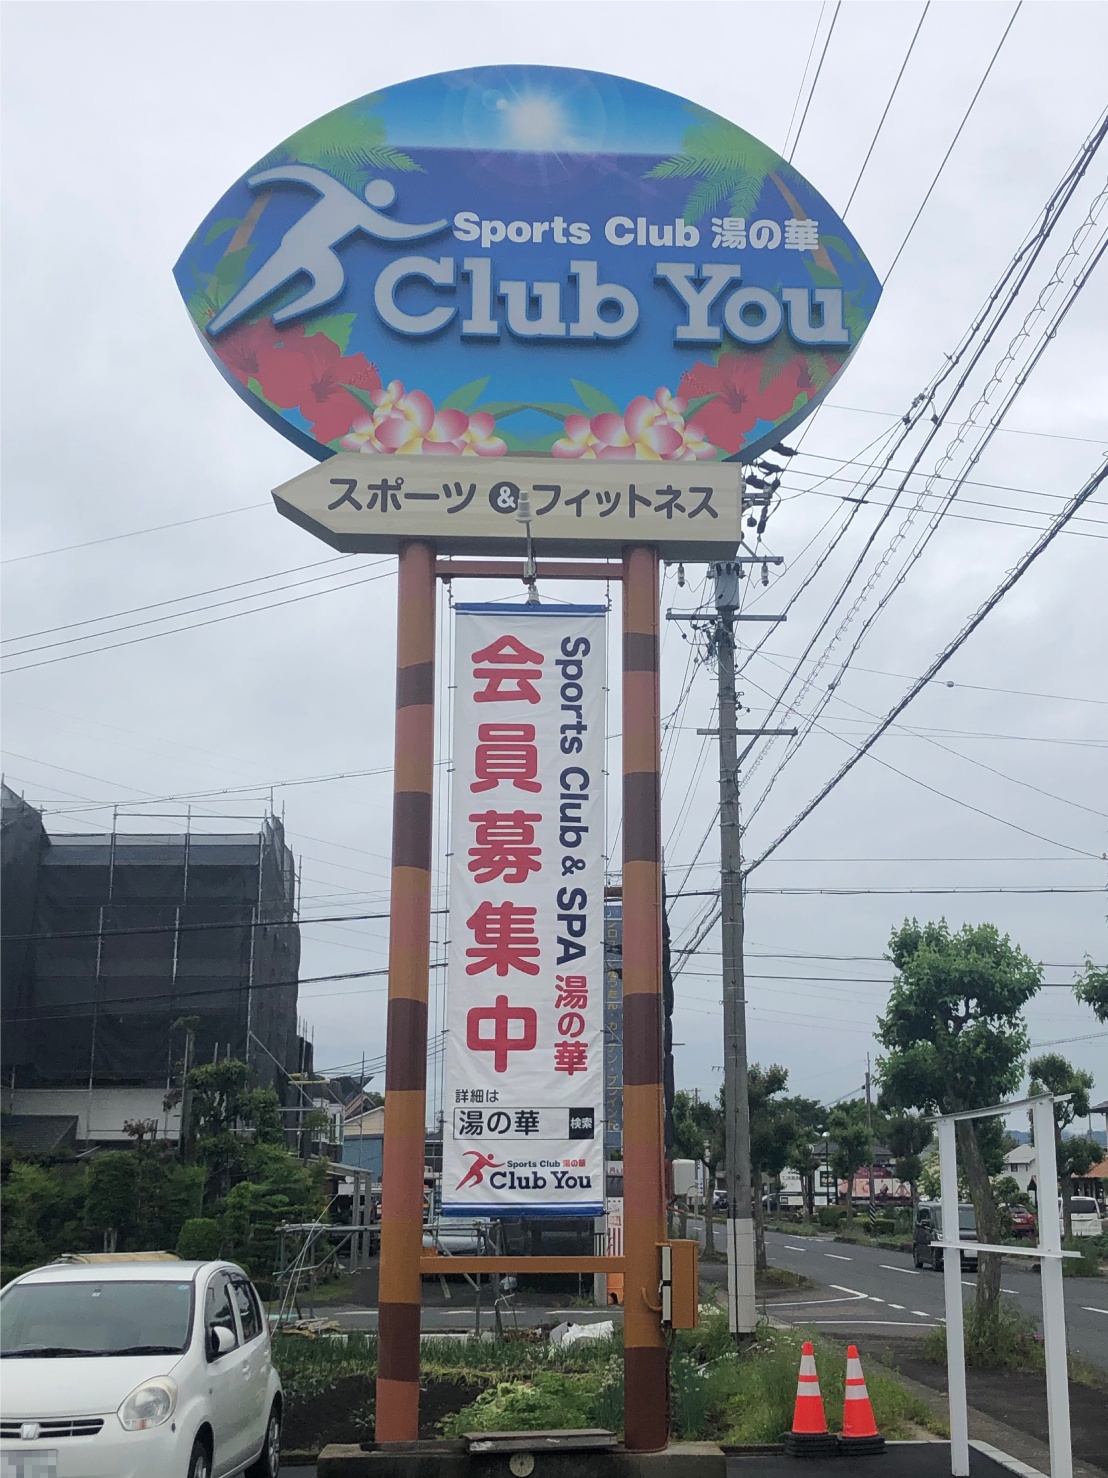 Sports Club 湯の華
Club You
スポーツ&フィットネス
Sports Club & SPA 湯の華
会員募集中
詳細は
湯の華 検索
Sports Club 湯の華
Club You